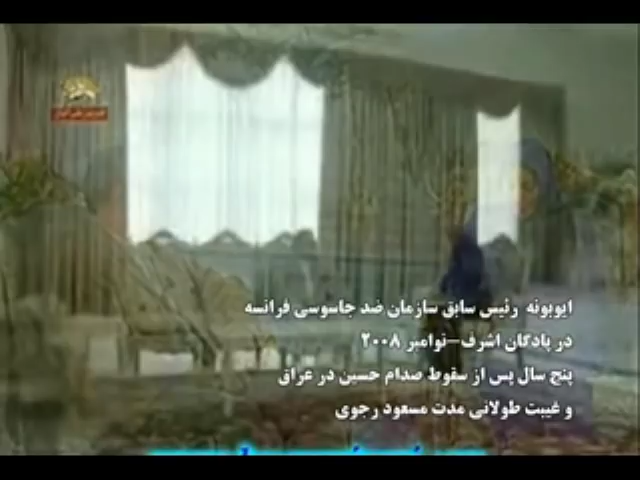 ایوبونه رئیس سابق سازمان ضد جاسوسی فرانسه
در پادگان اشرف-نوامبر ۲۰۰۸
پنج سال پس از سقوط صدام حسین در عراق
و غیبت طولانی مدت مسعود رجوی